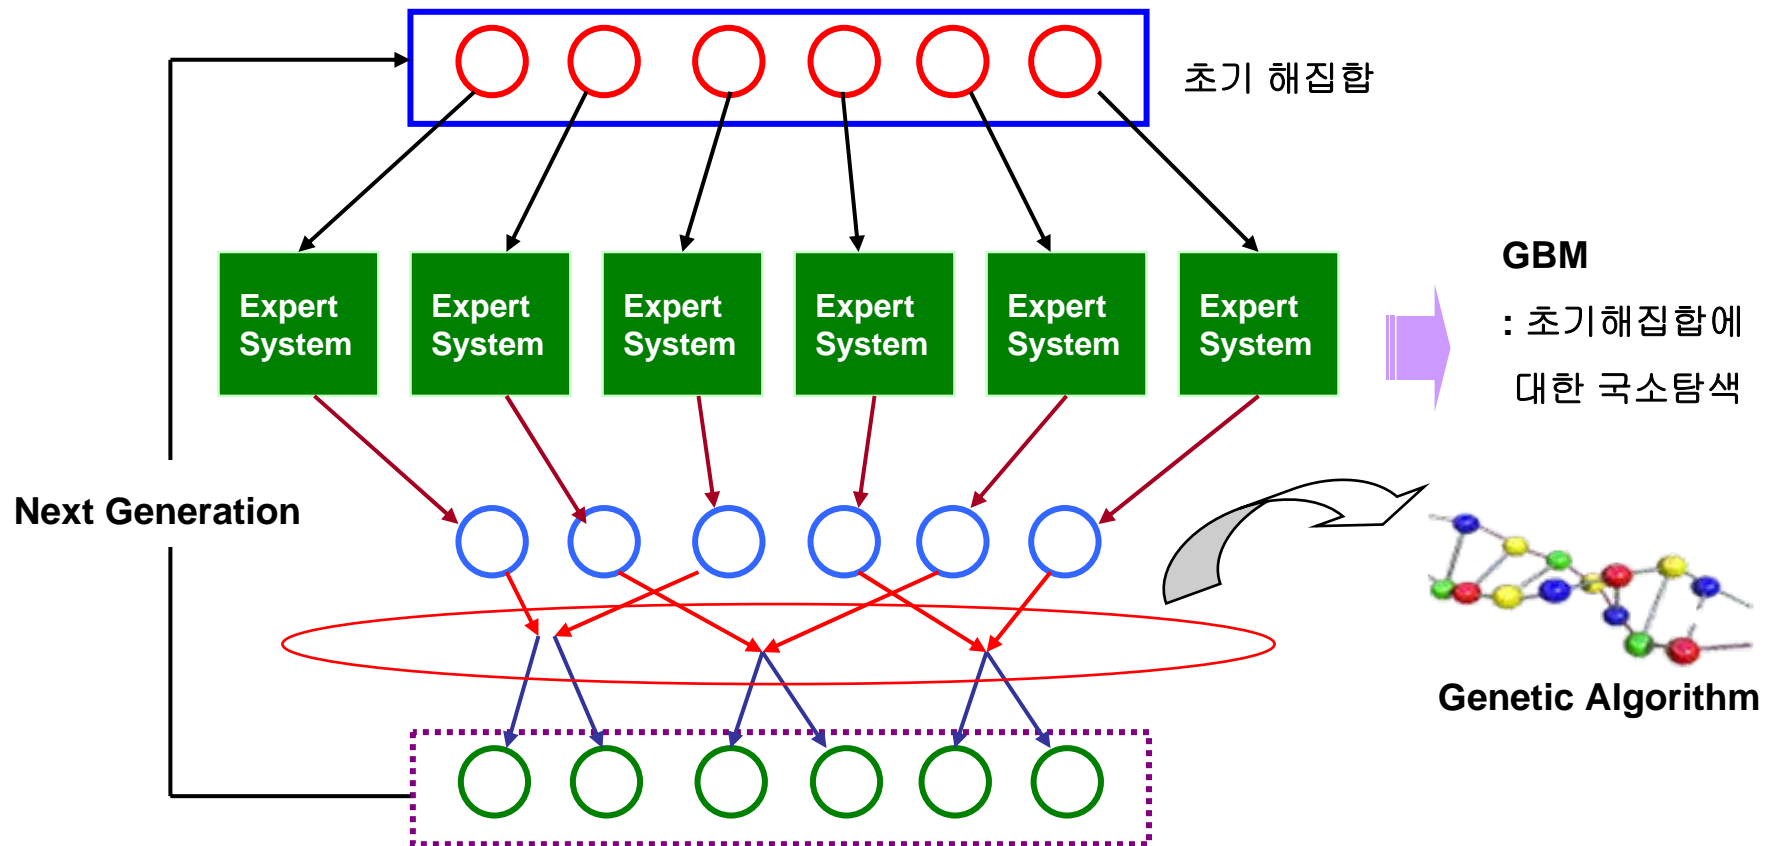 초기 해집합
Expert
System
Expert
System
Expert
System
Expert
System
Expert
System
Expert
System
GBM
: 초기해집합에
대한 국소탐색
Next Generation
Genetic Algorithm